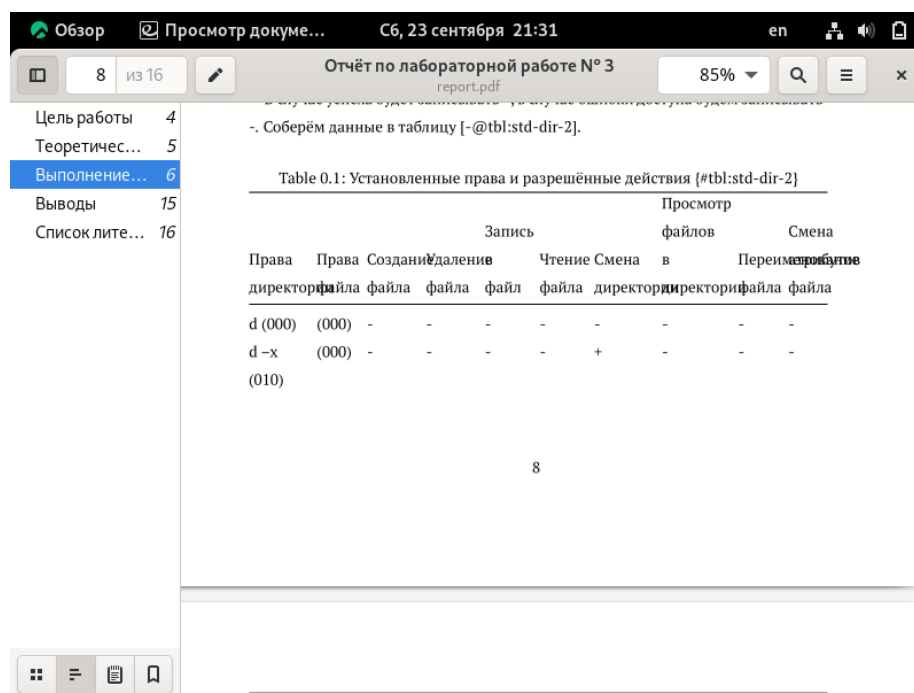 Обзор Просмотр докуме... Сб, 23 сентября 21:31 en
8 из 16 Отчёт по лабораторной работе № 3 85%
report.pdf
Цель работы 4
Теоретичес... 5
Выполнение... 6
Выводы 15
Список лите... 16
-. Соберём данные в таблицу [-@tbl:std-dir-2].
Table 0.1: Установленные права и разрешённые действия {#tbl:std-dir-2}
Просмотр
Запись файлов Смена
Права Права Создание Удаление в Чтение Смена в Переименование атрибутов
директории файла файла файла файл файла директории директории файла файла
d (000) (000) - - - - - - - -
d –x (000) - - - - + - - -
(010)
8